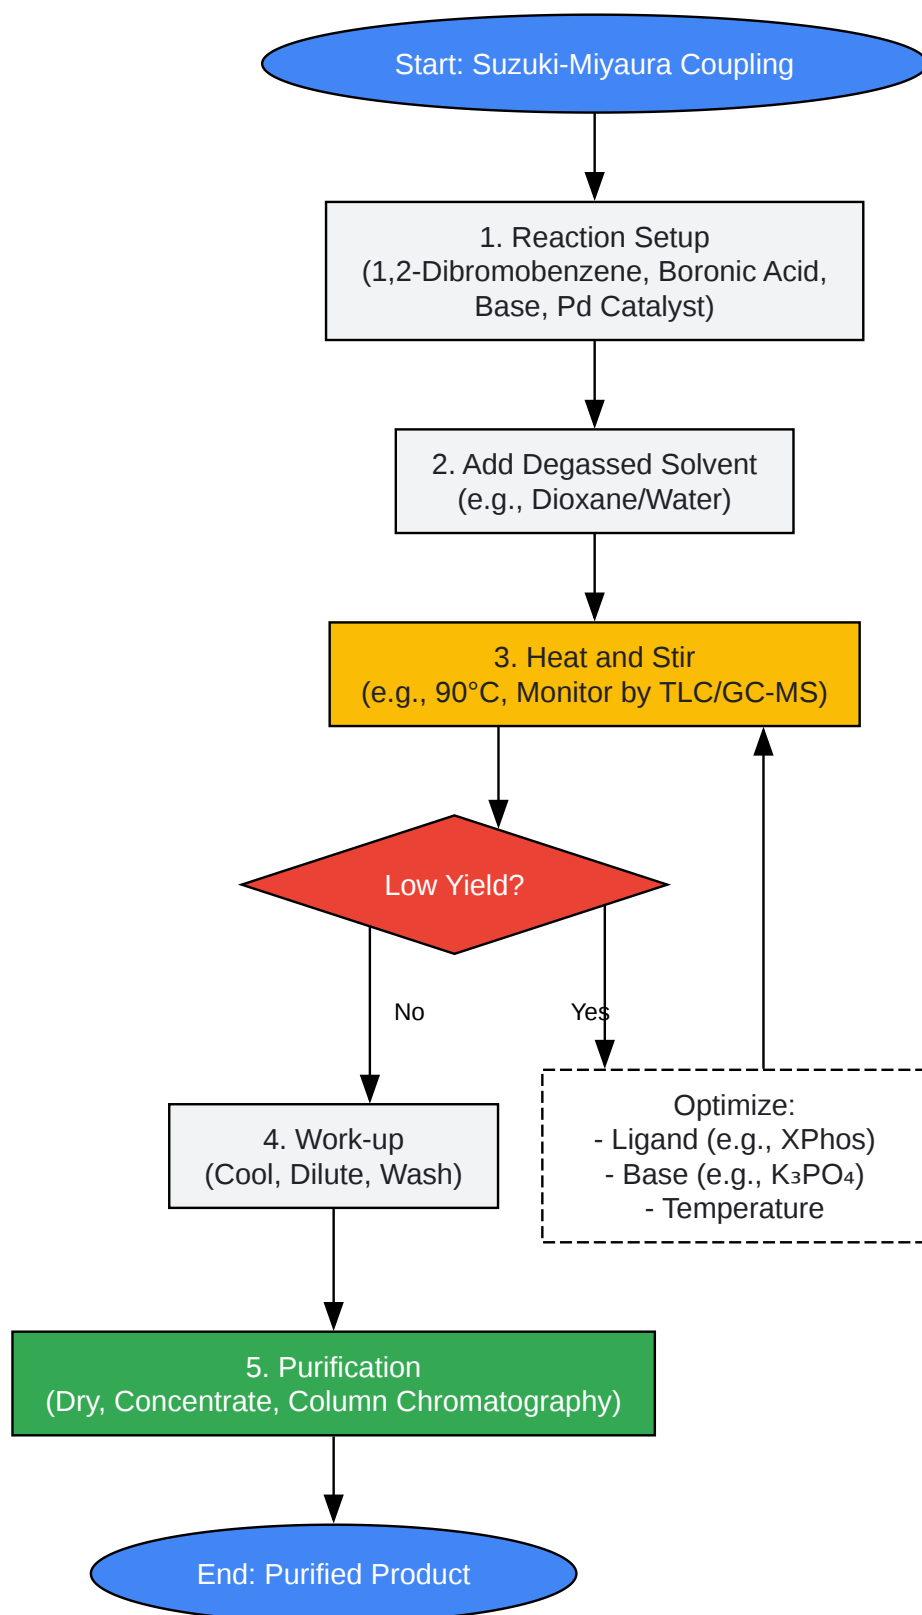 Start: Suzuki-Miyaura Coupling
1. Reaction Setup
(1,2-Dibromobenzene, Boronic Acid,
Base, Pd Catalyst)
2. Add Degassed Solvent
(e.g., Dioxane/Water)
3. Heat and Stir
(e.g., 90°C, Monitor by TLC/GC-MS)
Low Yield?
No
Yes
Optimize:
- Ligand (e.g., XPhos)
- Base (e.g., K₃PO₄)
- Temperature
4. Work-up
(Cool, Dilute, Wash)
5. Purification
(Dry, Concentrate, Column Chromatography)
End: Purified Product